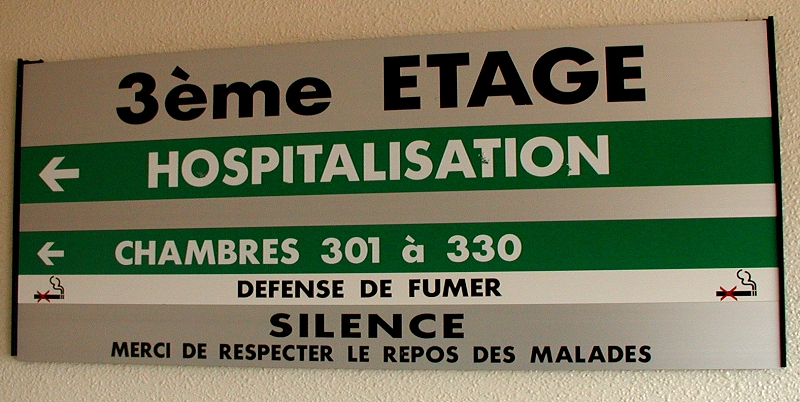 3ème ETAGE
← HOSPITALISATION
← CHAMBRES 301 à 330
DEFENSE DE FUMER
SILENCE
MERCI DE RESPECTER LE REPOS DES MALADES